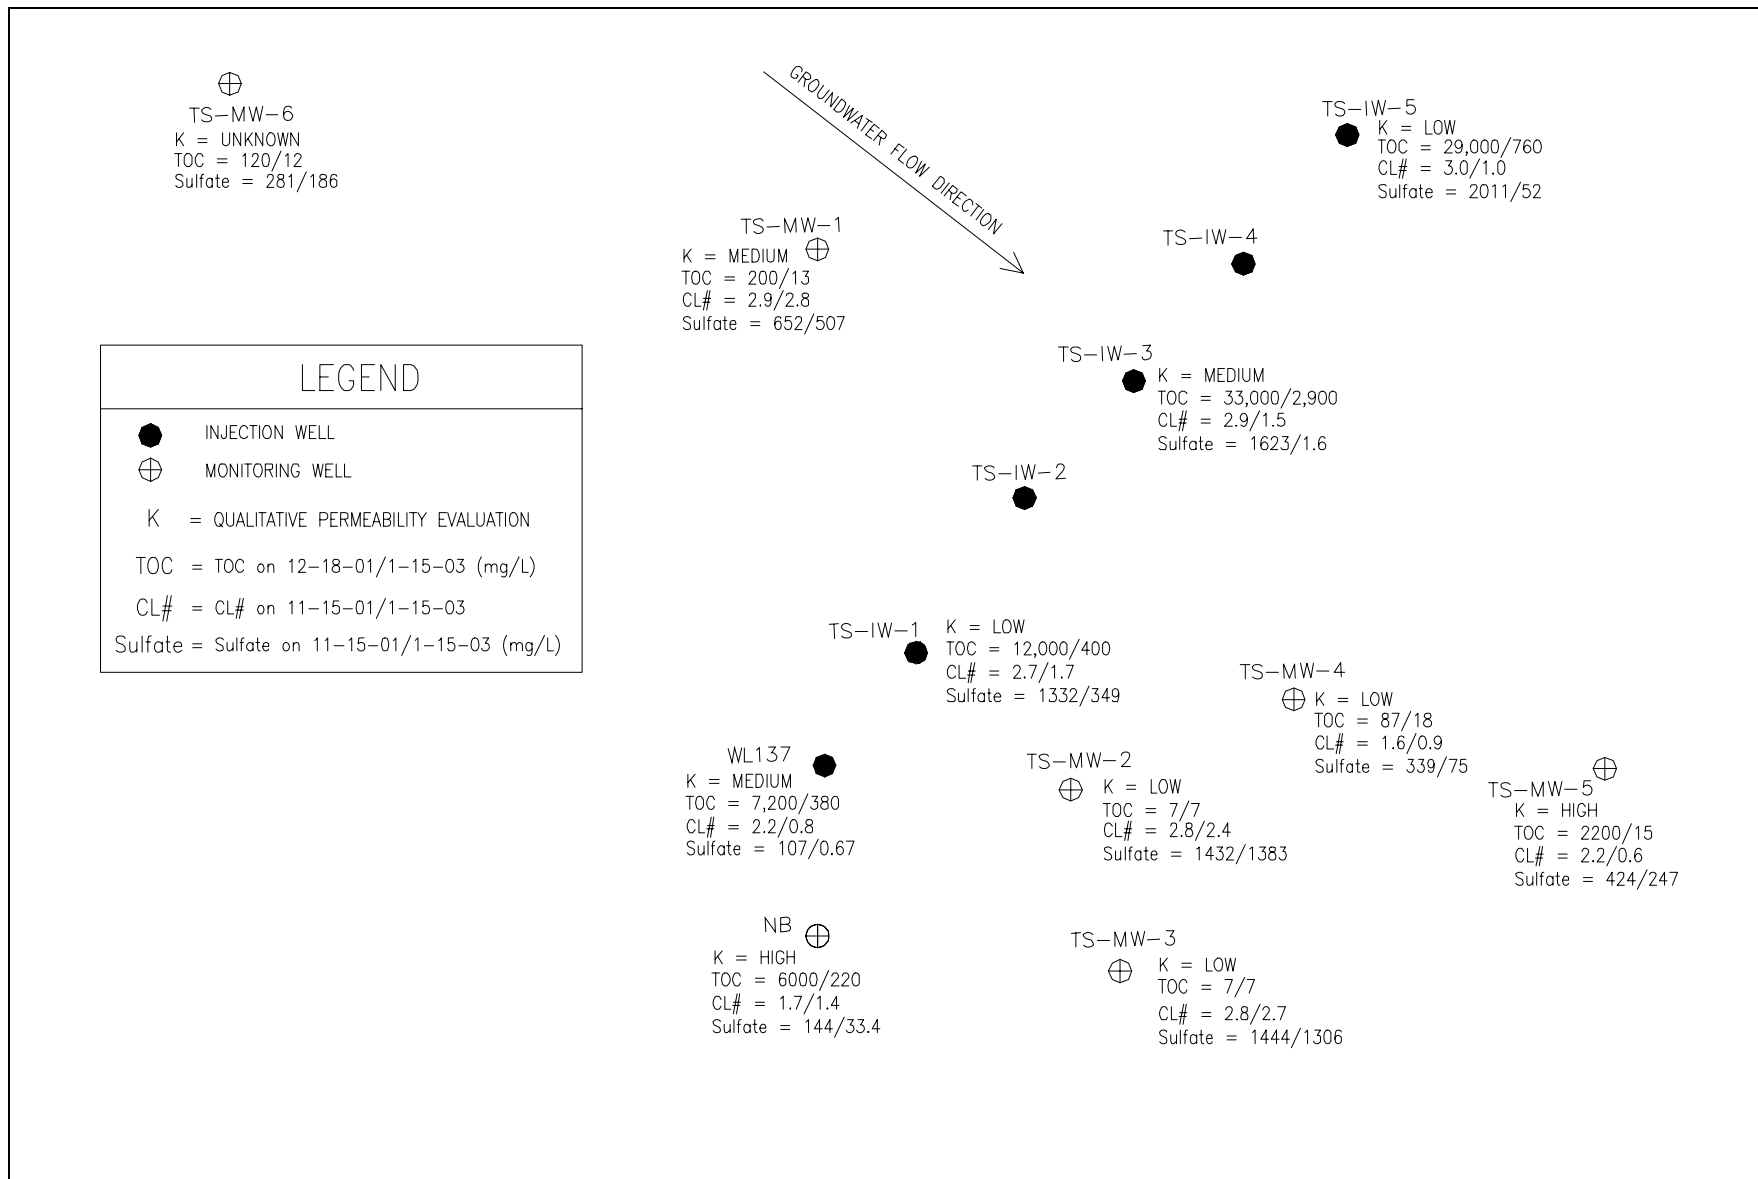 TS-MW-6
K = UNKNOWN
TOC = 120/12
Sulfate = 281/186
GROUNDWATER FLOW DIRECTION
TS-IW-5
K = LOW
TOC = 29,000/760
CL# = 3.0/1.0
Sulfate = 2011/52
TS-MW-1
K = MEDIUM
TOC = 200/13
CL# = 2.9/2.8
Sulfate = 652/507
TS-IW-4
TS-IW-3
K = MEDIUM
TOC = 33,000/2,900
CL# = 2.9/1.5
Sulfate = 1623/1.6
LEGEND
INJECTION WELL
MONITORING WELL
K = QUALITATIVE PERMEABILITY EVALUATION
TOC = TOC on 12-18-01/1-15-03 (mg/L)
CL# = CL# on 11-15-01/1-15-03
Sulfate = Sulfate on 11-15-01/1-15-03 (mg/L)
TS-IW-2
TS-IW-1
K = LOW
TOC = 12,000/400
CL# = 2.7/1.7
Sulfate = 1332/349
TS-MW-4
K = LOW
TOC = 87/18
CL# = 1.6/0.9
Sulfate = 339/75
WL137
K = MEDIUM
TOC = 7,200/380
CL# = 2.2/0.8
Sulfate = 107/0.67
TS-MW-2
K = LOW
TOC = 7/7
CL# = 2.8/2.4
Sulfate = 1432/1383
TS-MW-5
K = HIGH
TOC = 2200/15
CL# = 2.2/0.6
Sulfate = 424/247
NB
K = HIGH
TOC = 6000/220
CL# = 1.7/1.4
Sulfate = 144/33.4
TS-MW-3
K = LOW
TOC = 7/7
CL# = 2.8/2.7
Sulfate = 1444/1306